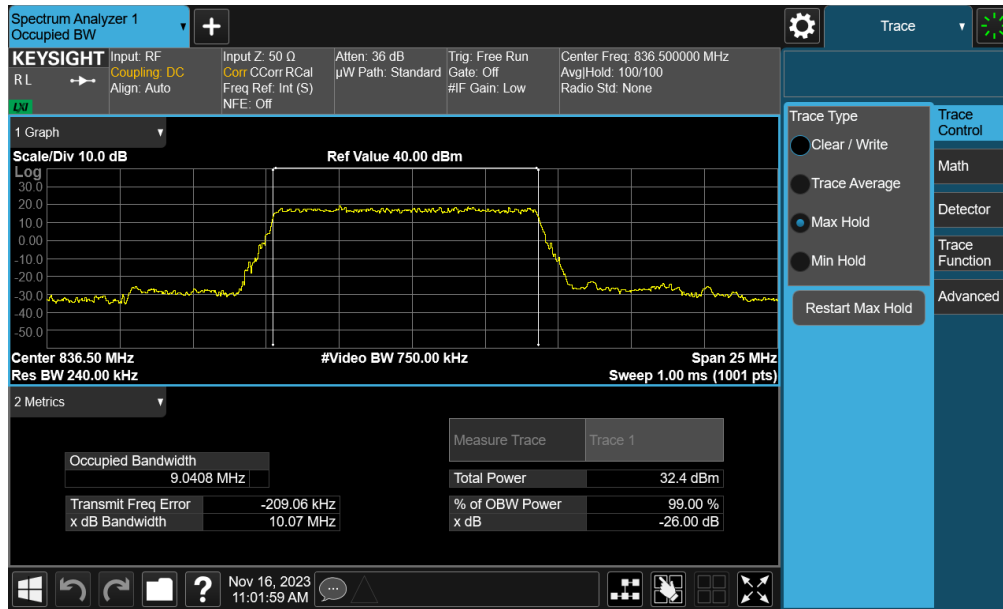 Spectrum Analyzer 1
Occupied BW
Trace
KEYSIGHT
R L
LXI
Input: RF
Coupling: DC
Align: Auto
Input Z: 50 Ω
Corr CCorr RCal
Freq Ref: Int (S)
NFE: Off
Atten: 36 dB
µW Path: Standard
Trig: Free Run
Gate: Off
#IF Gain: Low
Center Freq: 836.500000 MHz
Avg|Hold: 100/100
Radio Std: None
1 Graph
Scale/Div 10.0 dB
Ref Value 40.00 dBm
Log
30.0
20.0
10.0
0.00
-10.0
-20.0
-30.0
-40.0
-50.0
Center 836.50 MHz
#Video BW 750.00 kHz
Span 25 MHz
Res BW 240.00 kHz
Sweep 1.00 ms (1001 pts)
2 Metrics
Measure Trace
Trace 1
Occupied Bandwidth
9.0408 MHz
Total Power
32.4 dBm
Transmit Freq Error
-209.06 kHz
% of OBW Power
99.00 %
x dB Bandwidth
10.07 MHz
x dB
-26.00 dB
Trace Type
Clear / Write
Trace Average
Max Hold
Min Hold
Restart Max Hold
Trace
Control
Math
Detector
Trace
Function
Advanced
?
Nov 16, 2023
11:01:59 AM